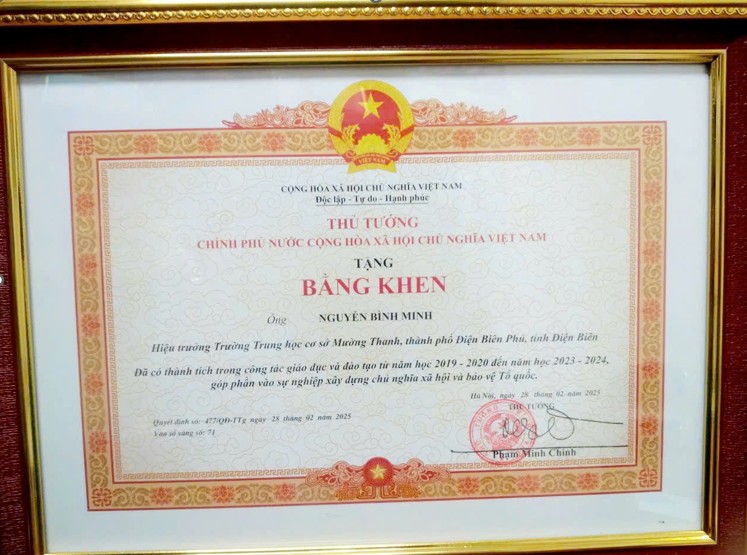 VIỆT NAM
CỘNG HÒA XÃ HỘI CHỦ NGHĨA VIỆT NAM
Độc lập - Tự do - Hạnh phúc
THỦ TƯỚNG
CHÍNH PHỦ NƯỚC CỘNG HÒA XÃ HỘI CHỦ NGHĨA VIỆT NAM
TẶNG
BẰNG KHEN
Ông NGUYỄN BÌNH MINH
Hiệu trưởng Trường Trung học cơ sở Mường Thanh, thành phố Điện Biên Phủ, tỉnh Điện Biên
Đã có thành tích trong công tác giáo dục và đào tạo từ năm học 2019 - 2020 đến năm học 2023 - 2024,
góp phần vào sự nghiệp xây dựng chủ nghĩa xã hội và bảo vệ Tổ quốc.
Hà Nội, ngày 28 tháng 02 năm 2025
THỦ TƯỚNG
Quyết định số: 477/QĐ-TTg ngày 28 tháng 02 năm 2025
Vào sổ vàng số: 71
Phạm Minh Chính